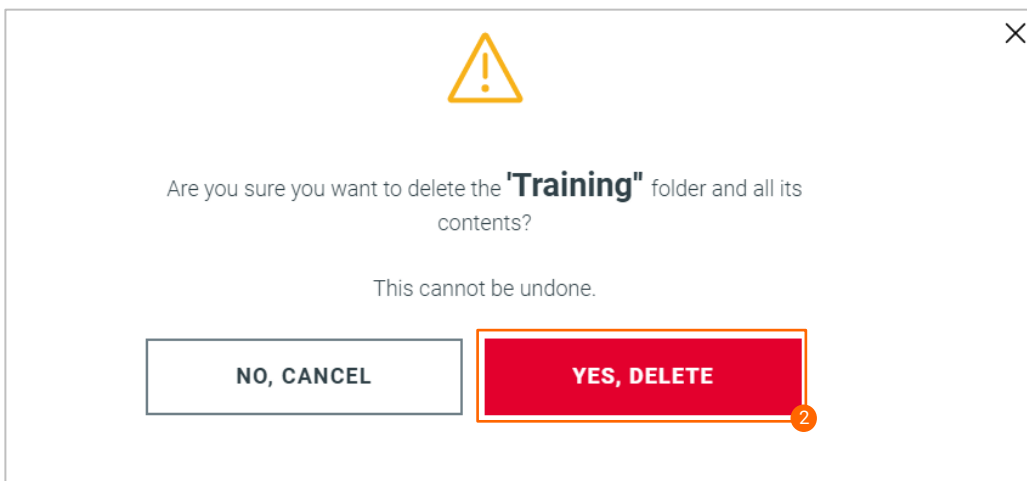 Are you sure you want to delete the 'Training" folder and all its
contents?
This cannot be undone.
NO, CANCEL
YES, DELETE
2